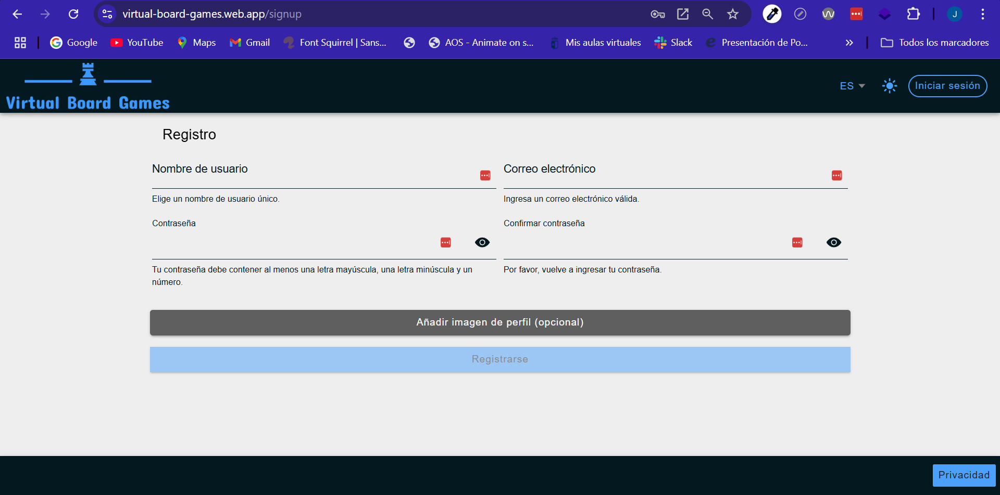 virtual-board-games.web.app/signup
J
Google
YouTube
Maps
Gmail
Font Squirrel | Sans...
AOS - Animate on s...
Mis aulas virtuales
Slack
Presentación de Po...
Todos los marcadores
Virtual Board Games
ES
Iniciar sesión
Registro
Nombre de usuario
Correo electrónico
Elige un nombre de usuario único.
Ingresa un correo electrónico válida.
Contraseña
Confirmar contraseña
Tu contraseña debe contener al menos una letra mayúscula, una letra minúscula y un
número.
Por favor, vuelve a ingresar tu contraseña.
Añadir imagen de perfil (opcional)
Registrarse
Privacidad